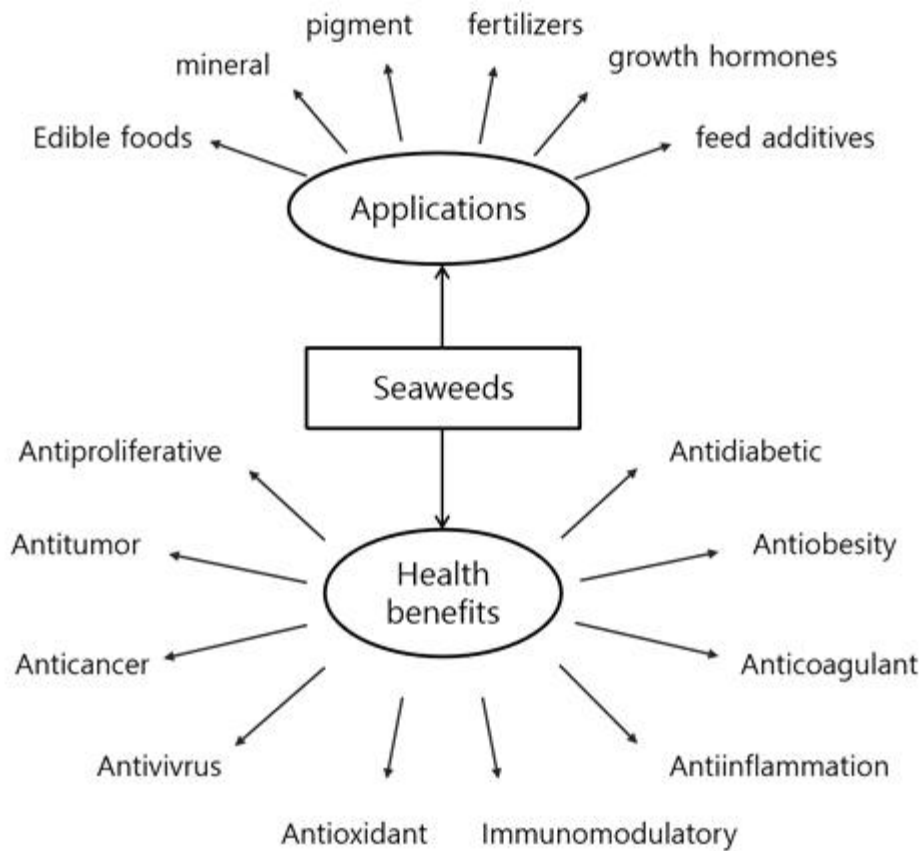 pigment
fertilizers
mineral
growth hormones
Edible foods
feed additives
Applications
Seaweeds
Antiproliferative
Antidiabetic
Antitumor
Antiobesity
Health
benefits
Anticancer
Anticoagulant
Antivivrus
Antiinflammation
Antioxidant
Immunomodulatory